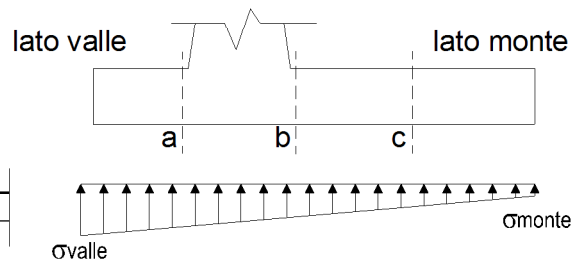 lato valle lato monte
a b c
σvalle σmonte